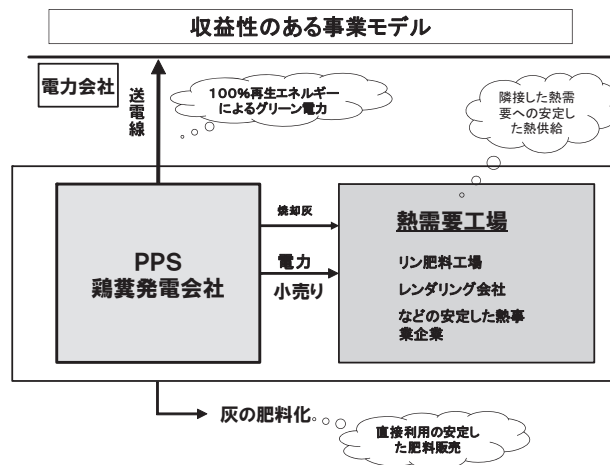 収益性のある事業モデル
電力会社
送電線
100%再生エネルギー
によるグリーン電力
隣接した熱需
要への安定し
た熱供給
PPS
鶏糞発電会社
焼却灰
電力
小売り
熱需要工場
リン肥料工場
レンダリング会社
などの安定した熱事
業企業
灰の肥料化
直接利用の安定し
た肥料販売